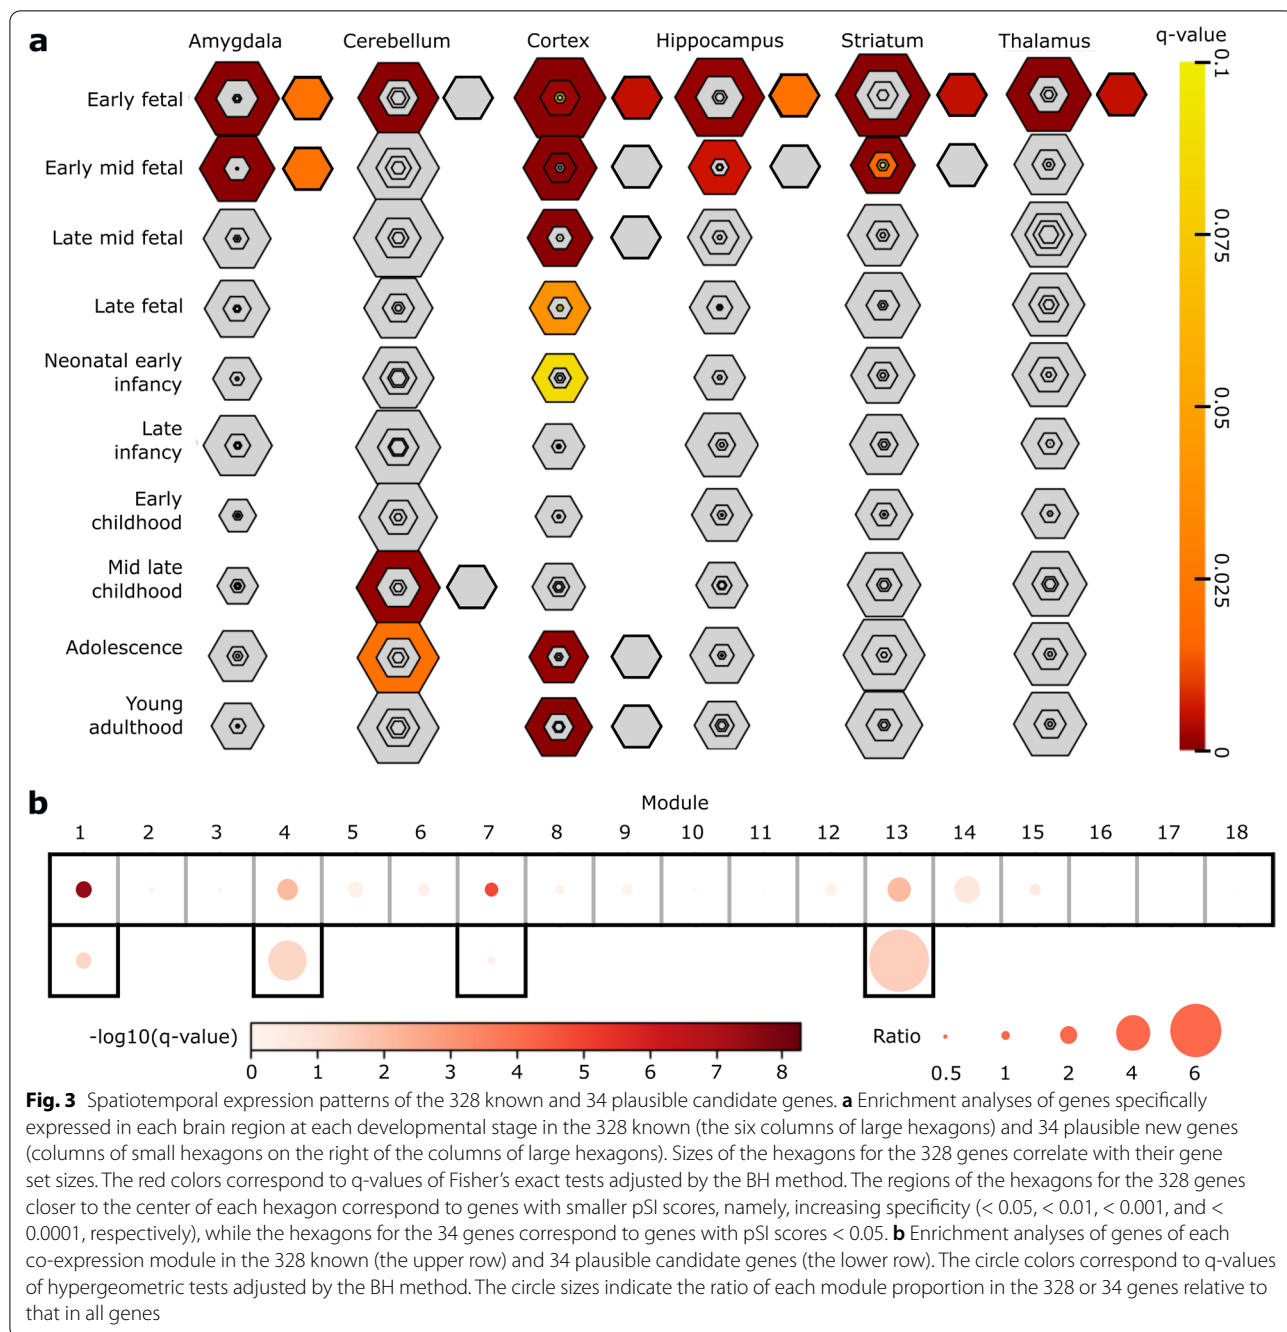 a
Amygdala Cerebellum Cortex Hippocampus Striatum Thalamus q-value
Early fetal
Early mid fetal
Late mid fetal
Late fetal
Neonatal early
infancy
Late
infancy
Early
childhood
Mid late
childhood
Adolescence
Young
adulthood
0.1
0.075
0.05
0.025
0
b
Module
1 2 3 4 5 6 7 8 9 10 11 12 13 14 15 16 17 18
-log10(q-value)
0 1 2 3 4 5 6 7 8
Ratio
0.5 1 2 4 6
Fig. 3 Spatiotemporal expression patterns of the 328 known and 34 plausible candidate genes. a Enrichment analyses of genes specifically
expressed in each brain region at each developmental stage in the 328 known (the six columns of large hexagons) and 34 plausible new genes
(columns of small hexagons on the right of the columns of large hexagons). Sizes of the hexagons for the 328 genes correlate with their gene
set sizes. The red colors correspond to q-values of Fisher's exact tests adjusted by the BH method. The regions of the hexagons for the 328 genes
closer to the center of each hexagon correspond to genes with smaller pSI scores, namely, increasing specificity (< 0.05, < 0.01, < 0.001, and <
0.0001, respectively), while the hexagons for the 34 genes correspond to genes with pSI scores < 0.05. b Enrichment analyses of genes of each
co-expression module in the 328 known (the upper row) and 34 plausible candidate genes (the lower row). The circle colors correspond to q-values
of hypergeometric tests adjusted by the BH method. The circle sizes indicate the ratio of each module proportion in the 328 or 34 genes relative to
that in all genes